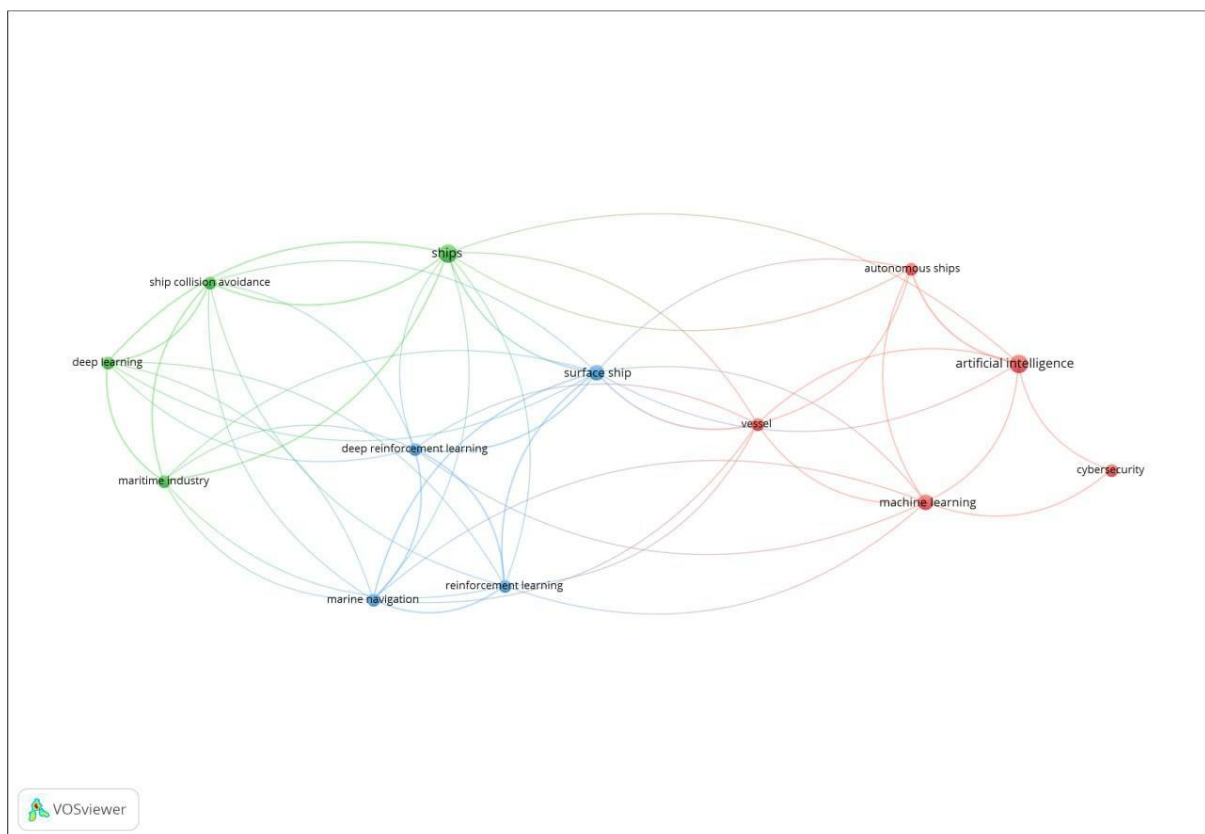 ships
autonomous ships
ship collision avoidance
deep learning
artificial intelligence
surface ship
vessel
deep reinforcement learning
cybersecurity
maritime industry
machine learning
reinforcement learning
marine navigation
VOSviewer